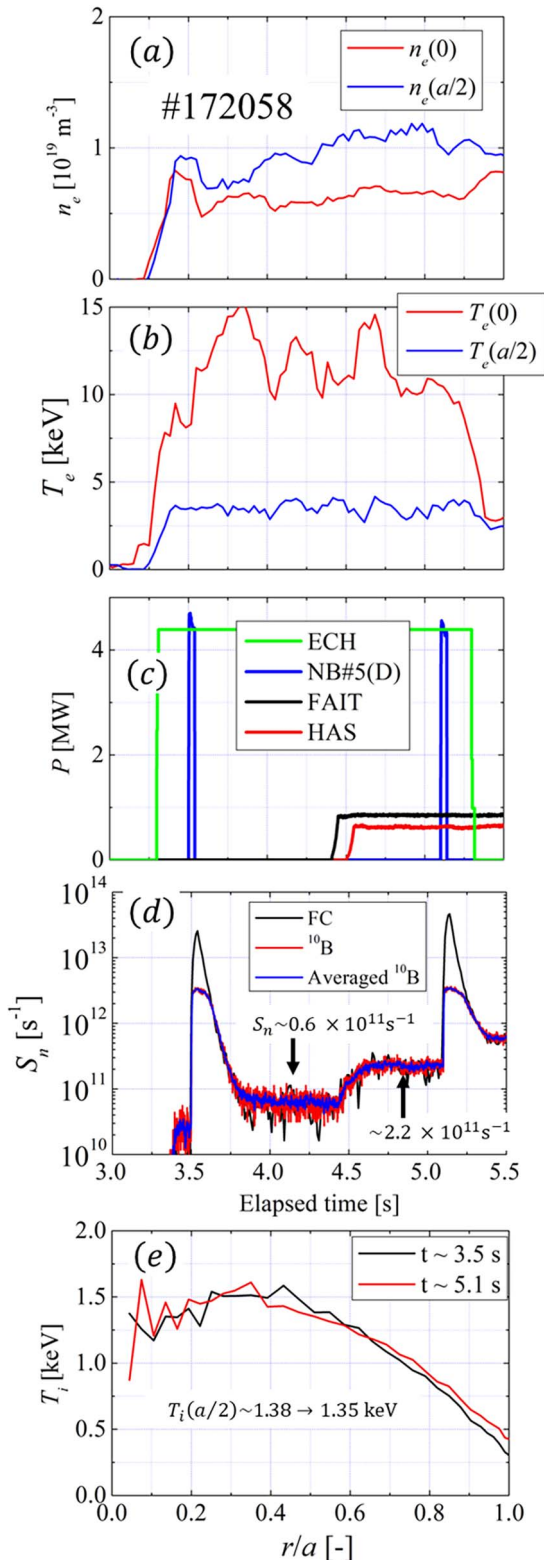 (a)
n_e(0)
n_e(a/2)
#172058
n_e [10^19 m^-3]
2
1
0
(b)
T_e(0)
T_e(a/2)
T_e [keV]
15
10
5
0
(c)
ECH
NB#5(D)
FAIT
HAS
P [MW]
4
2
0
(d)
FC
^10B
Averaged ^10B
S_n~0.6 × 10^11s^-1
~2.2 × 10^11s^-1
S_n [s^-1]
10^14
10^13
10^12
10^11
10^10
3.0 3.5 4.0 4.5 5.0 5.5
Elapsed time [s]
(e)
t ~ 3.5 s
t ~ 5.1 s
T_i(a/2)~1.38 → 1.35 keV
T_i [keV]
2.0
1.5
1.0
0.5
0.0
0.0 0.2 0.4 0.6 0.8 1.0
r/a [-]